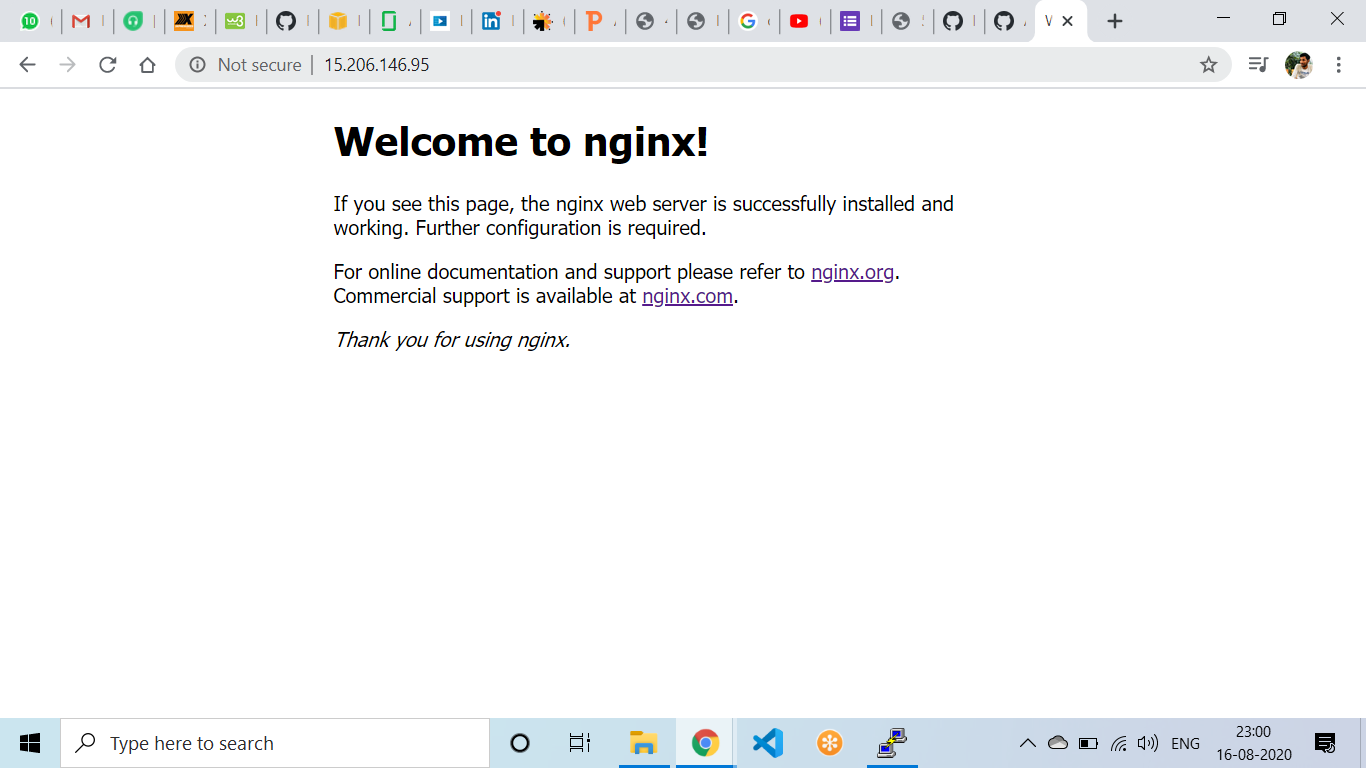 10
Not secure
15.206.146.95
Welcome to nginx!
If you see this page, the nginx web server is successfully installed and
working. Further configuration is required.
For online documentation and support please refer to nginx.org.
Commercial support is available at nginx.com.
Thank you for using nginx.
Type here to search
ENG
23:00
16-08-2020